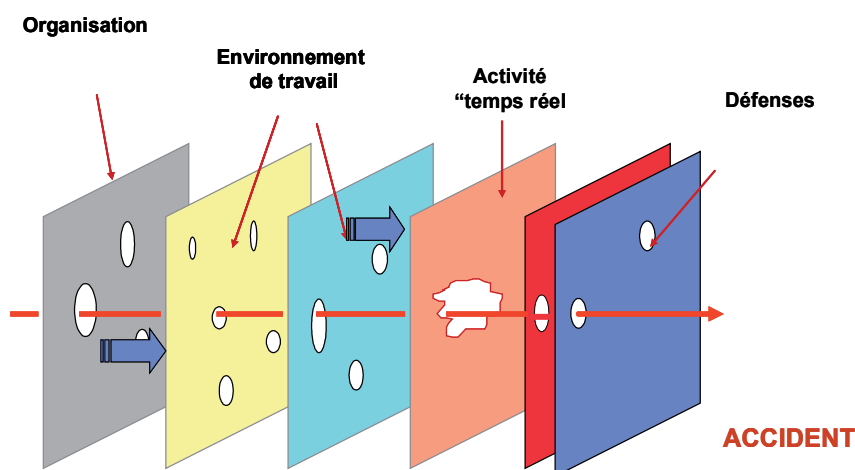 Organisation
Environnement
de travail
Activité
“temps réel
Défenses
ACCIDENT